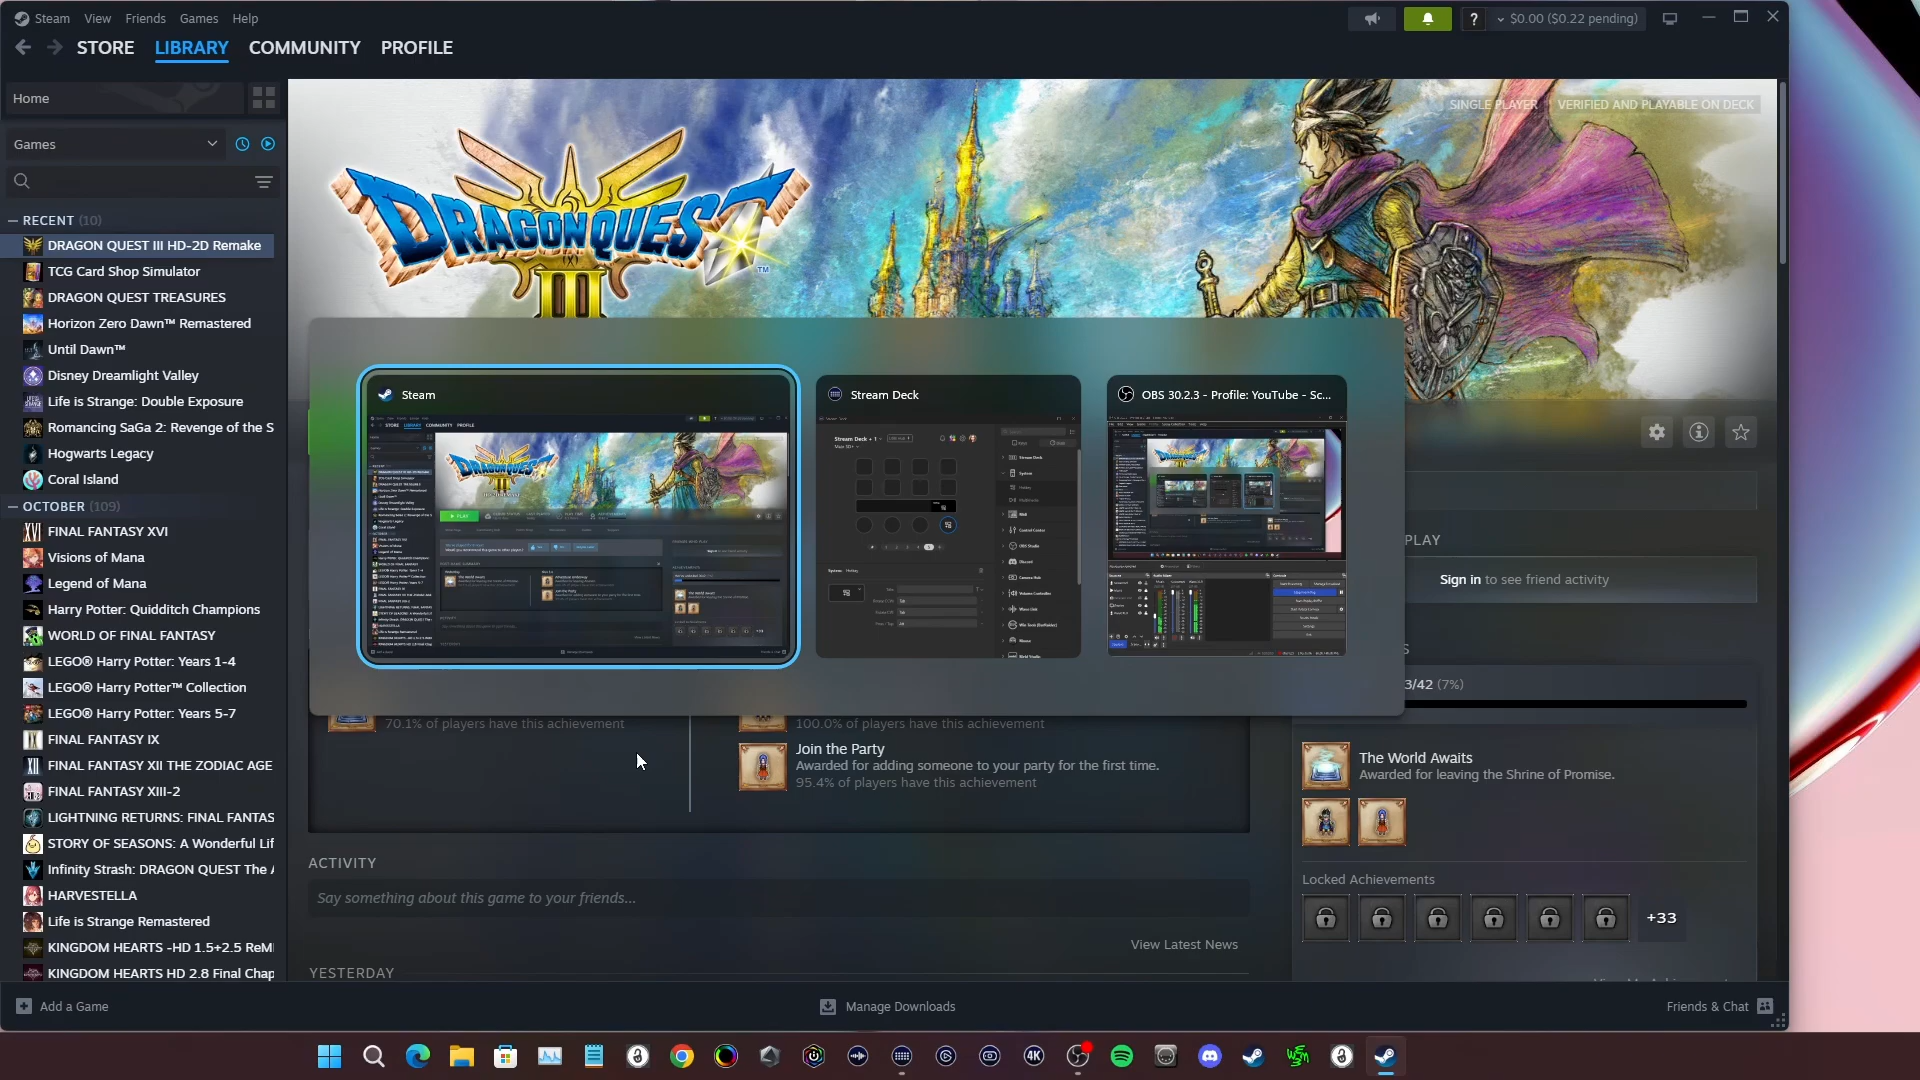 Steam View Friends Games Help
? $0.00 ($0.22 pending)
STORE LIBRARY COMMUNITY PROFILE
Home
Games
RECENT (10)
DRAGON QUEST III HD-2D Remake
TCG Card Shop Simulator
DRAGON QUEST TREASURES
Horizon Zero Dawn™ Remastered
Until Dawn™
Disney Dreamlight Valley
Life is Strange: Double Exposure
Romancing SaGa 2: Revenge of the S
Hogwarts Legacy
Coral Island
OCTOBER (109)
FINAL FANTASY XVI
Visions of Mana
Legend of Mana
Harry Potter: Quidditch Champions
WORLD OF FINAL FANTASY
LEGO® Harry Potter: Years 1-4
LEGO® Harry Potter™ Collection
LEGO® Harry Potter: Years 5-7
FINAL FANTASY IX
FINAL FANTASY XII THE ZODIAC AGE
FINAL FANTASY XIII-2
LIGHTNING RETURNS: FINAL FANTAS
STORY OF SEASONS: A Wonderful Lif
Infinity Strash: DRAGON QUEST The A
HARVESTELLA
Life is Strange Remastered
KINGDOM HEARTS -HD 1.5+2.5 ReMI
KINGDOM HEARTS HD 2.8 Final Chap
SINGLE PLAYER VERIFIED AND PLAYABLE ON DECK
DRAGON QUEST III ™
Steam
Stream Deck
OBS 30.2.3 - Profile: YouTube - Sc...
PLAY
Sign in to see friend activity
S
3/42 (7%)
70.1% of players have this achievement
100.0% of players have this achievement
Join the Party
Awarded for adding someone to your party for the first time.
95.4% of players have this achievement
The World Awaits
Awarded for leaving the Shrine of Promise.
Locked Achievements
+33
ACTIVITY
Say something about this game to your friends...
View Latest News
YESTERDAY
Add a Game
Manage Downloads
Friends & Chat
4K